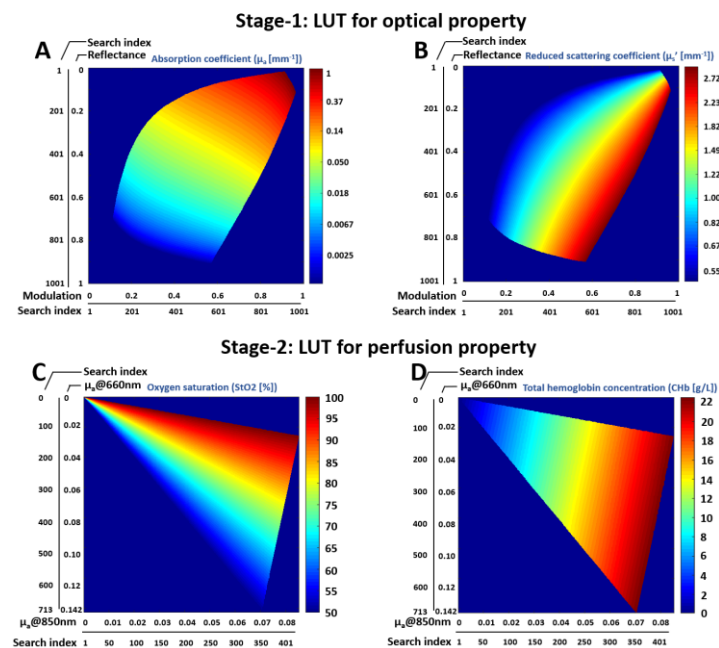 Stage-1: LUT for optical property
A
Search index
Reflectance
Absorption coefficient (μa [mm⁻¹])
1 0
201 0.2
401 0.4
601 0.6
801 0.8
1001 1
1
0.37
0.14
0.050
0.018
0.0067
0.0025
Modulation 0 0.2 0.4 0.6 0.8 1
Search index 1 201 401 601 801 1001
B
Search index
Reflectance
Reduced scattering coefficient (μs' [mm⁻¹])
1 0
201 0.2
401 0.4
601 0.6
801 0.8
1001 1
2.72
2.23
1.82
1.49
1.22
1.00
0.82
0.67
0.55
Modulation 0 0.2 0.4 0.6 0.8 1
Search index 1 201 401 601 801 1001
Stage-2: LUT for perfusion property
C
Search index
μa@660nm
Oxygen saturation (StO2 [%])
0 0
100 0.02
200 0.04
300 0.06
400 0.08
500 0.10
600 0.12
713 0.142
100
95
90
85
80
75
70
65
60
55
50
μa@850nm 0 0.01 0.02 0.03 0.04 0.05 0.06 0.07 0.08
Search index 1 50 100 150 200 250 300 350 401
D
Search index
μa@660nm
Total hemoglobin concentration (CHb [g/L])
0 0
100 0.02
200 0.04
300 0.06
400 0.08
500 0.10
600 0.12
713 0.142
22
20
18
16
14
12
10
8
6
4
2
0
μa@850nm 0 0.01 0.02 0.03 0.04 0.05 0.06 0.07 0.08
Search index 1 50 100 150 200 250 300 350 401